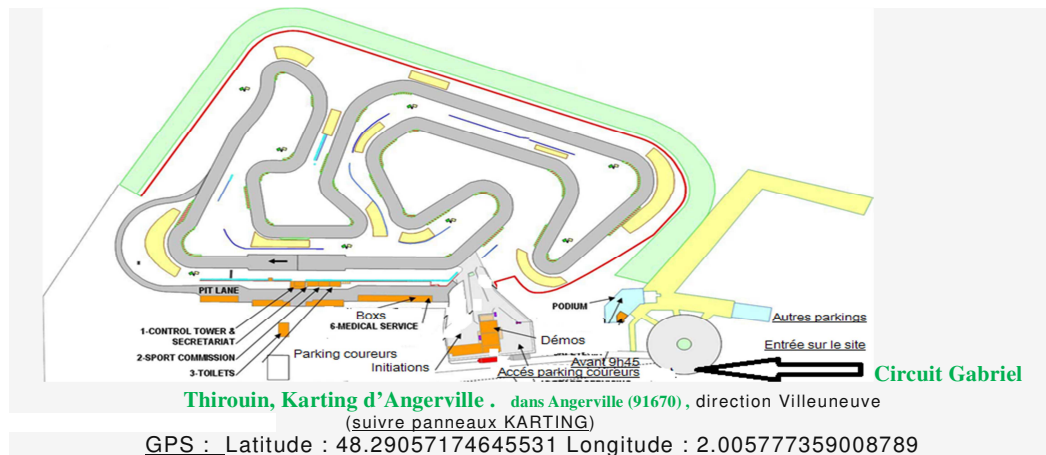 PIT LANE
Boxs
6-MEDICAL SERVICE
1-CONTROL TOWER &
SECRETARIAT
2-SPORT COMMISSION
3-TOILETS
Parking coureurs
Initiations
Démos
PODIUM
Avant 9h45
Accés parking coureurs
Autres parkings
Entrée sur le site
Circuit Gabriel
Thirouin, Karting d'Angerville . dans Angerville (91670) , direction Villeuneuve
(suivre panneaux KARTING)
GPS : Latitude : 48.29057174645531 Longitude : 2.005777359008789